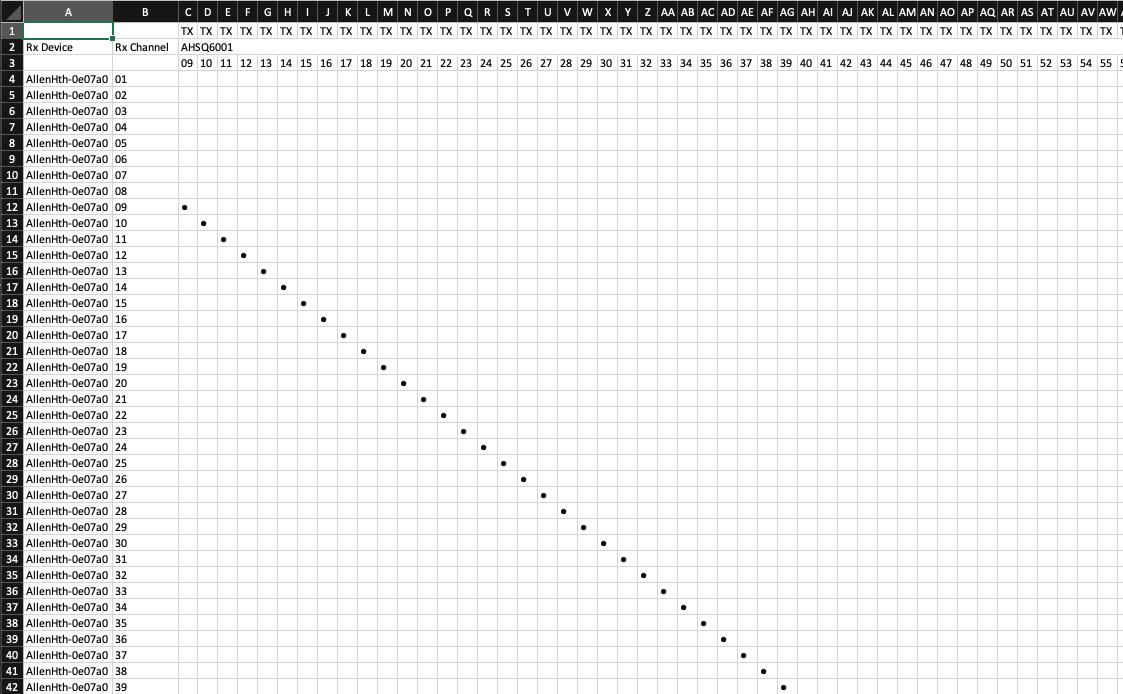 A B C D E F G H I J K L M N O P Q R S T U V W X Y Z AA AB AC AD AE AF AG AH AI AJ AK AL AM AN AO AP AQ AR AS AT AU AV AW
1 TX TX TX TX TX TX TX TX TX TX TX TX TX TX TX TX TX TX TX TX TX TX TX TX TX TX TX TX TX TX TX TX TX TX TX TX TX TX TX TX TX TX TX TX TX TX TX
2 Rx Device Rx Channel AHSQ6001
3 09 10 11 12 13 14 15 16 17 18 19 20 21 22 23 24 25 26 27 28 29 30 31 32 33 34 35 36 37 38 39 40 41 42 43 44 45 46 47 48 49 50 51 52 53 54 55
4 AllenHth-0e07a0 01
5 AllenHth-0e07a0 02
6 AllenHth-0e07a0 03
7 AllenHth-0e07a0 04
8 AllenHth-0e07a0 05
9 AllenHth-0e07a0 06
10 AllenHth-0e07a0 07
11 AllenHth-0e07a0 08
12 AllenHth-0e07a0 09 •
13 AllenHth-0e07a0 10 •
14 AllenHth-0e07a0 11 •
15 AllenHth-0e07a0 12 •
16 AllenHth-0e07a0 13 •
17 AllenHth-0e07a0 14 •
18 AllenHth-0e07a0 15 •
19 AllenHth-0e07a0 16 •
20 AllenHth-0e07a0 17 •
21 AllenHth-0e07a0 18 •
22 AllenHth-0e07a0 19 •
23 AllenHth-0e07a0 20 •
24 AllenHth-0e07a0 21 •
25 AllenHth-0e07a0 22 •
26 AllenHth-0e07a0 23 •
27 AllenHth-0e07a0 24 •
28 AllenHth-0e07a0 25 •
29 AllenHth-0e07a0 26 •
30 AllenHth-0e07a0 27 •
31 AllenHth-0e07a0 28 •
32 AllenHth-0e07a0 29 •
33 AllenHth-0e07a0 30 •
34 AllenHth-0e07a0 31 •
35 AllenHth-0e07a0 32 •
36 AllenHth-0e07a0 33 •
37 AllenHth-0e07a0 34 •
38 AllenHth-0e07a0 35 •
39 AllenHth-0e07a0 36 •
40 AllenHth-0e07a0 37 •
41 AllenHth-0e07a0 38 •
42 AllenHth-0e07a0 39 •